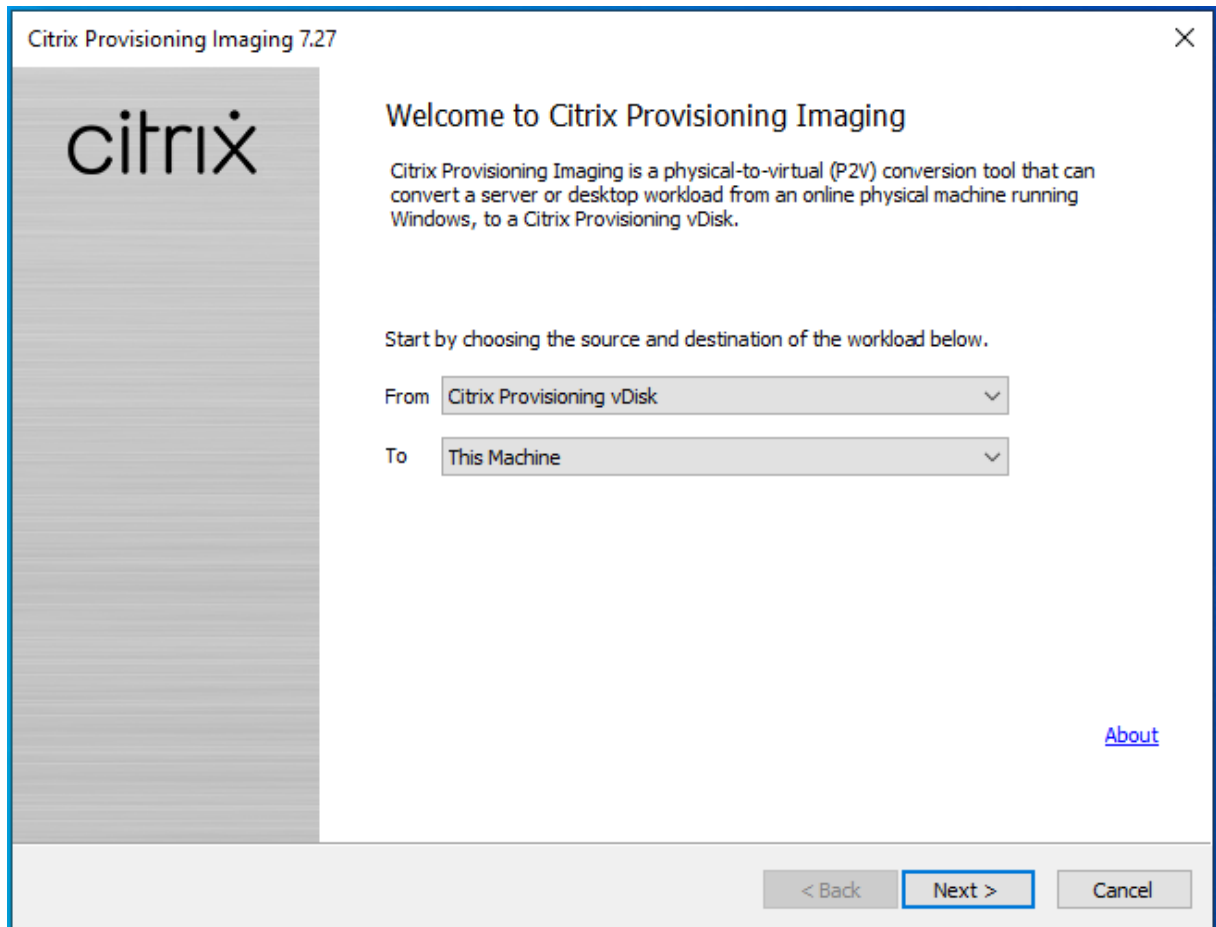 Citrix Provisioning Imaging 7.27
citrix
Welcome to Citrix Provisioning Imaging
Citrix Provisioning Imaging is a physical-to-virtual (P2V) conversion tool that can
convert a server or desktop workload from an online physical machine running
Windows, to a Citrix Provisioning vDisk.
Start by choosing the source and destination of the workload below.
From Citrix Provisioning vDisk
To This Machine
About
< Back Next > Cancel